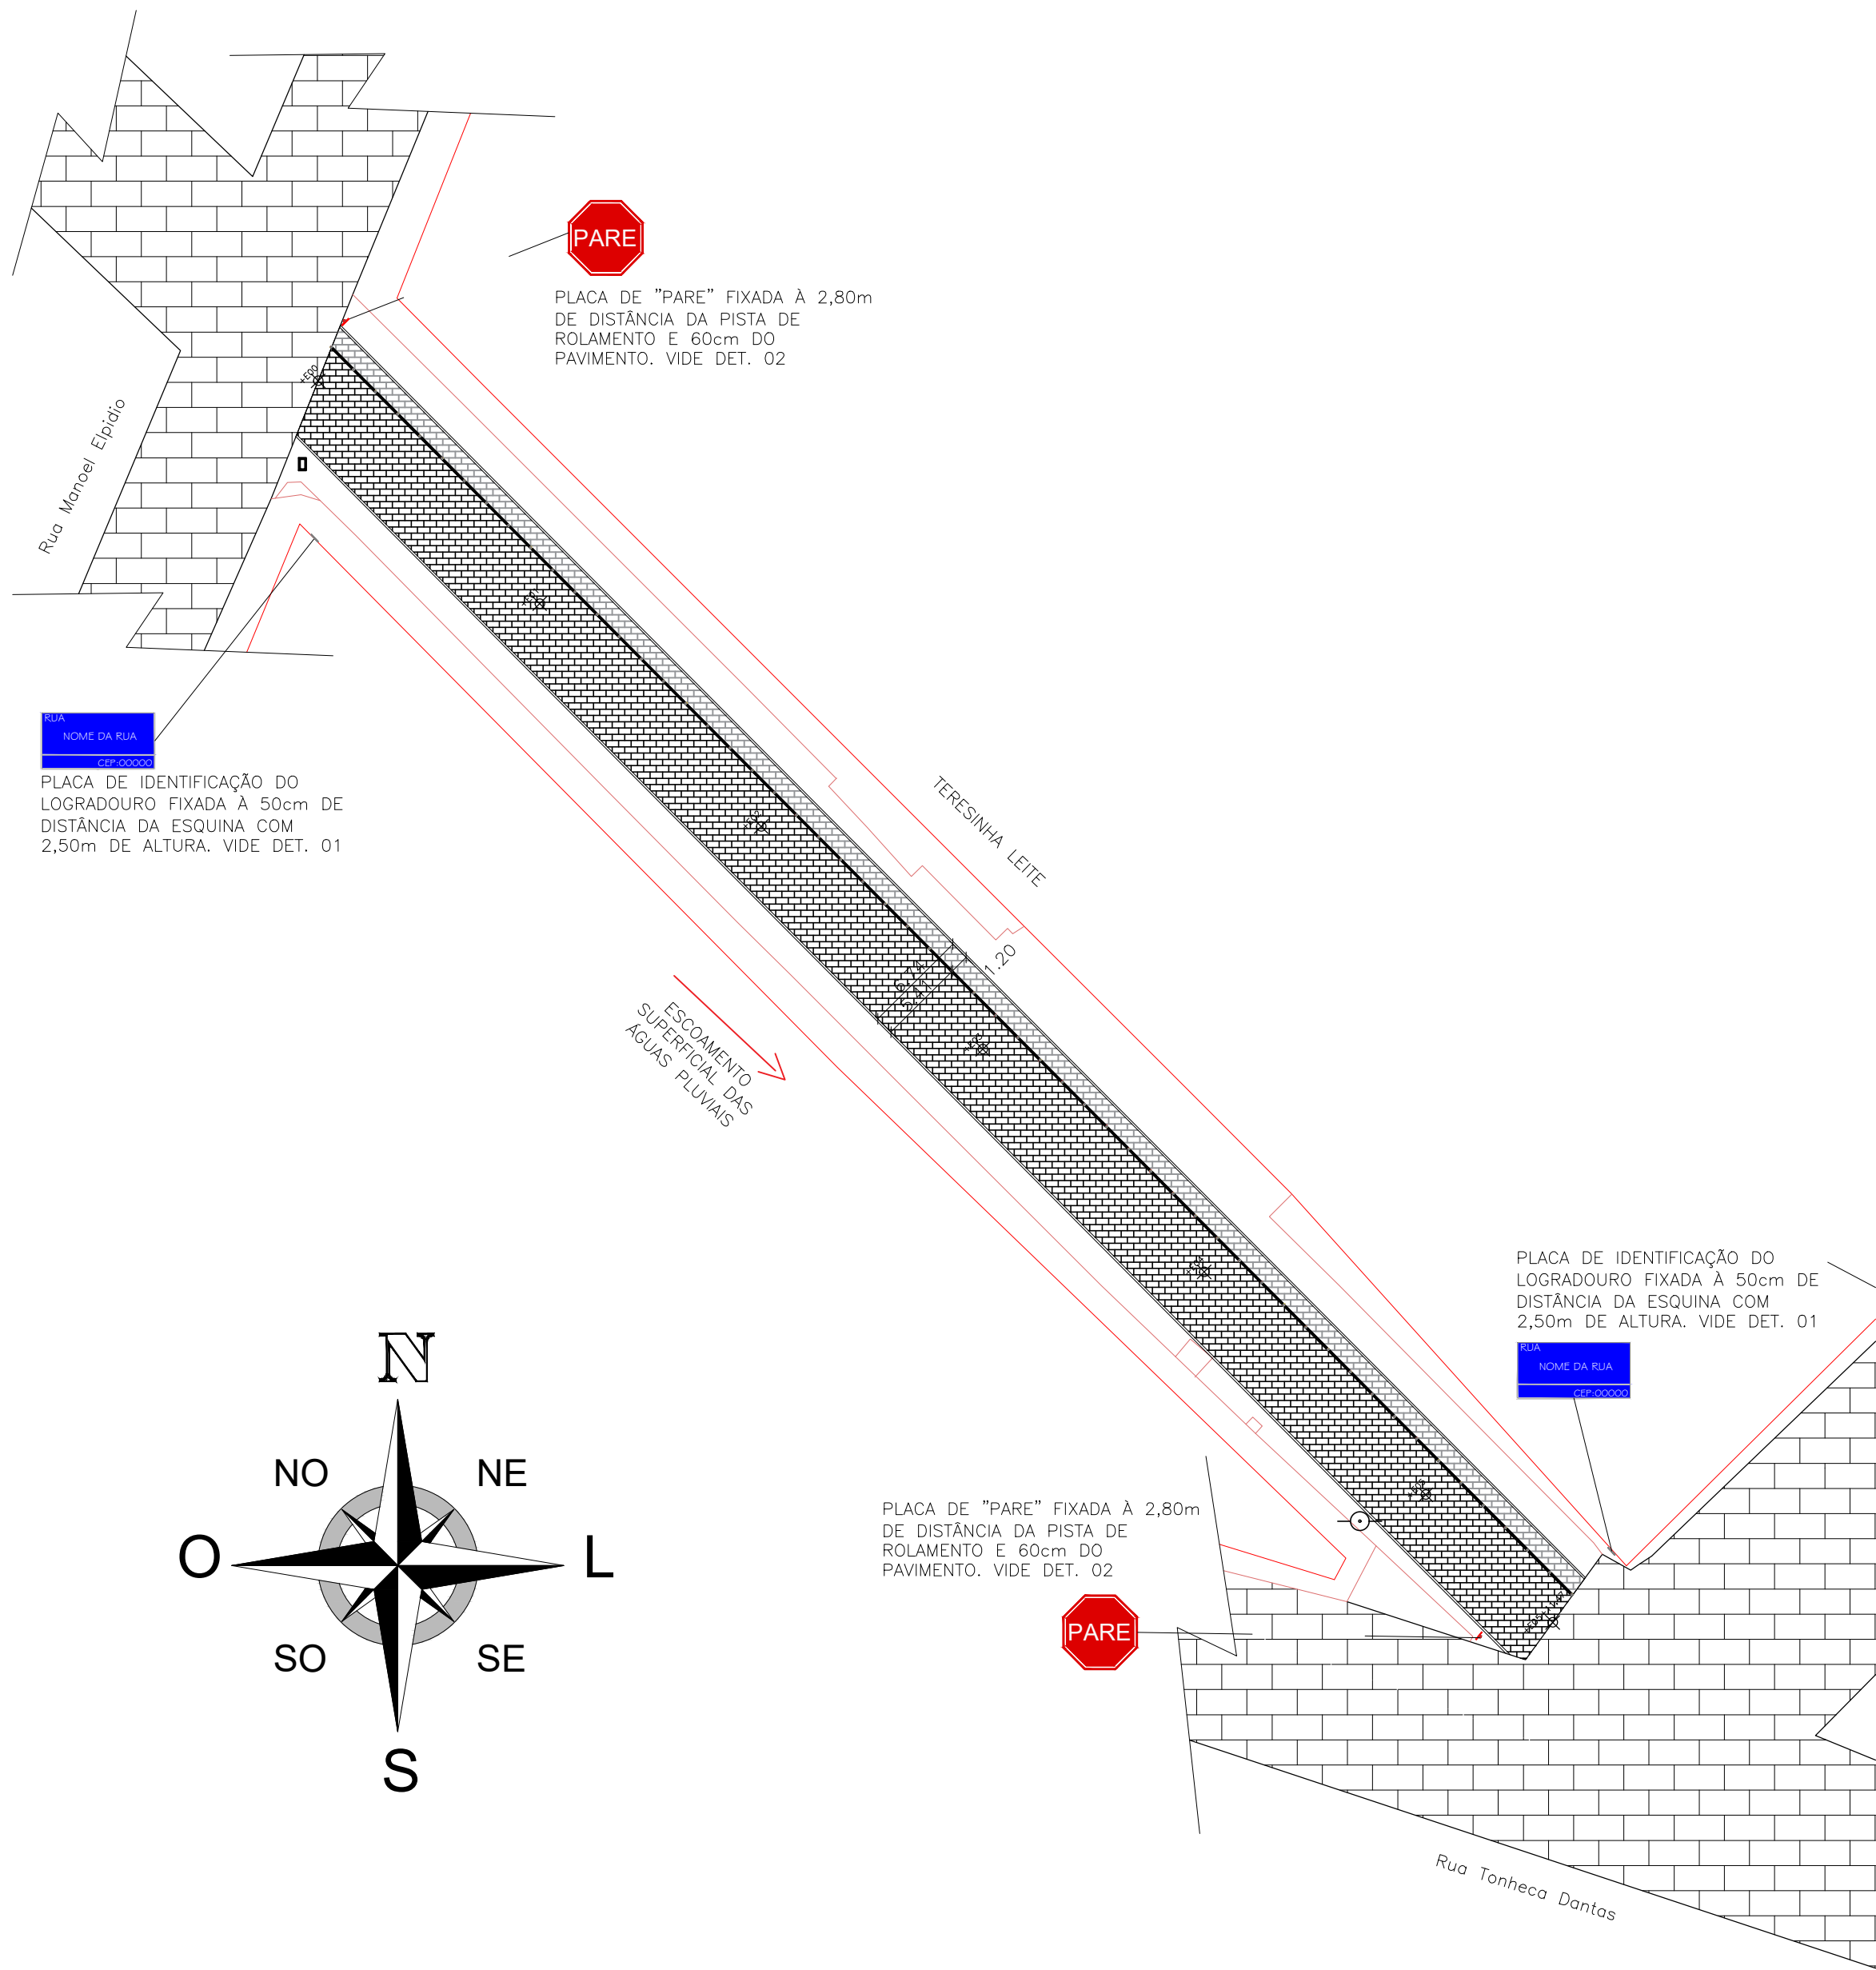 PARE
PLACA DE "PARE" FIXADA À 2,80m
DE DISTÂNCIA DA PISTA DE
ROLAMENTO E 60cm DO
PAVIMENTO. VIDE DET. 02
+E00
Rua Manoel Elpidio
RUA
NOME DA RUA
CEP:00000
PLACA DE IDENTIFICAÇÃO DO
LOGRADOURO FIXADA À 50cm DE
DISTÂNCIA DA ESQUINA COM
2,50m DE ALTURA. VIDE DET. 01
TERESINHA LEITE
1.20
ESCOAMENTO
SUPERFICIAL DAS
ÁGUAS PLUVIAIS
PLACA DE IDENTIFICAÇÃO DO
LOGRADOURO FIXADA À 50cm DE
DISTÂNCIA DA ESQUINA COM
2,50m DE ALTURA. VIDE DET. 01
RUA
NOME DA RUA
CEP:00000
N
NO
NE
O
L
SO
SE
S
PLACA DE "PARE" FIXADA À 2,80m
DE DISTÂNCIA DA PISTA DE
ROLAMENTO E 60cm DO
PAVIMENTO. VIDE DET. 02
PARE
Rua Tonheca Dantas